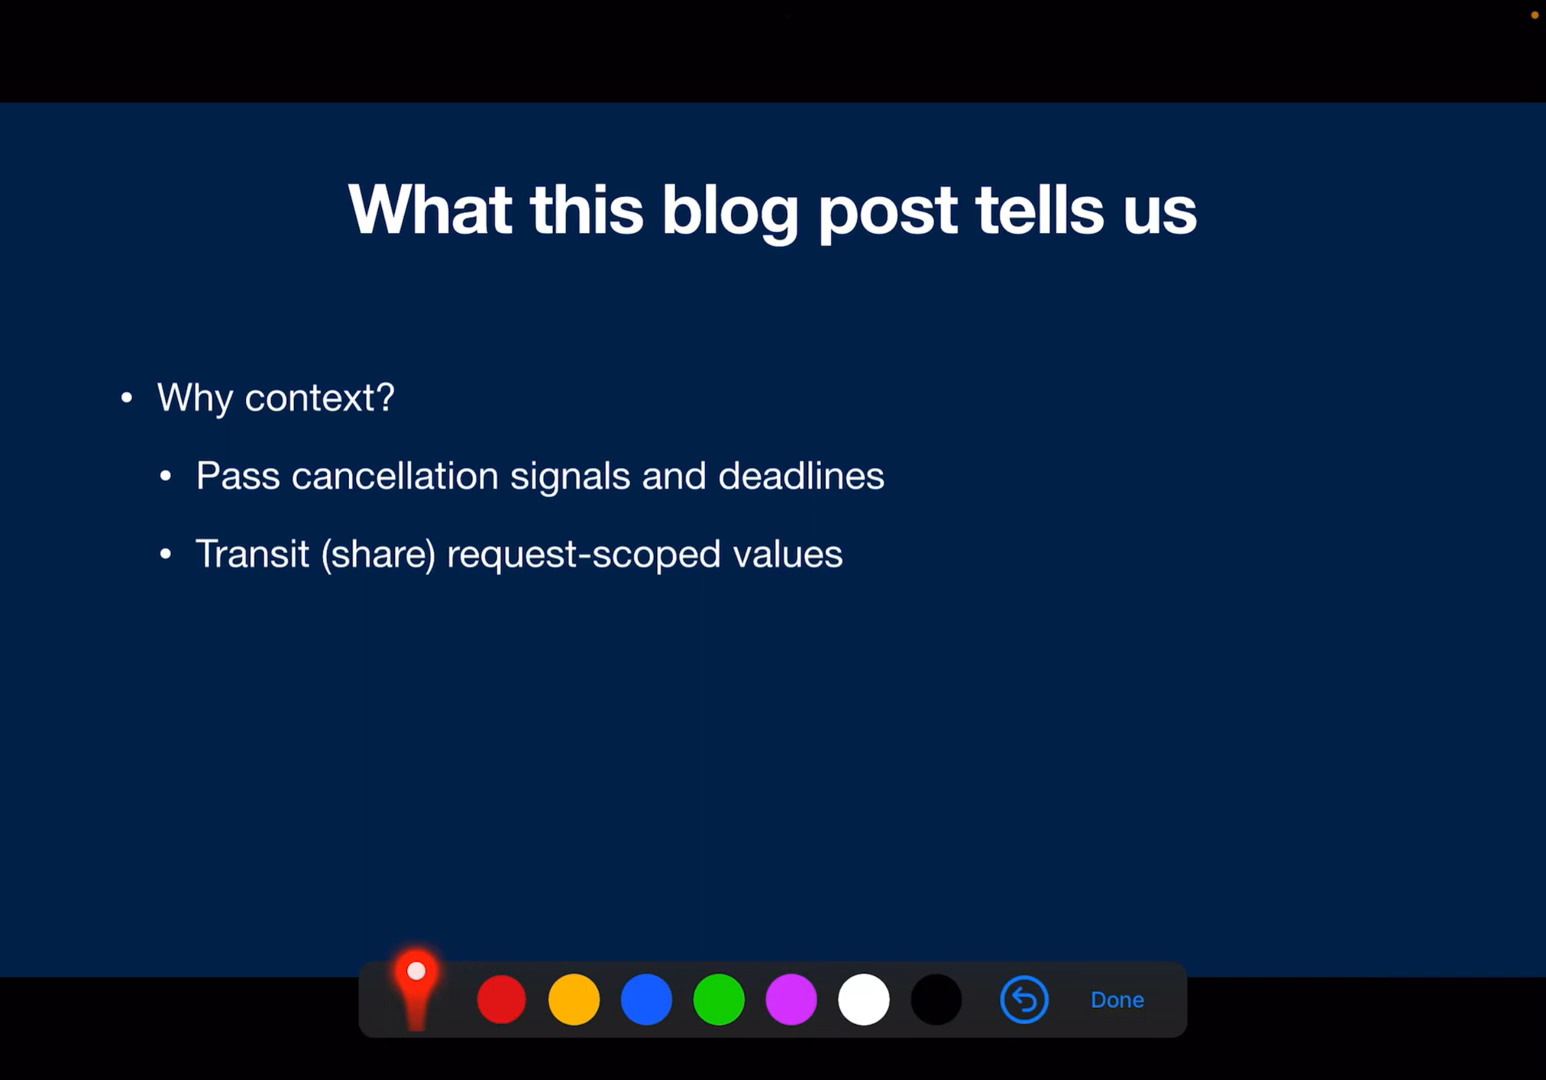 What this blog post tells us
• Why context?
• Pass cancellation signals and deadlines
• Transit (share) request-scoped values
Done